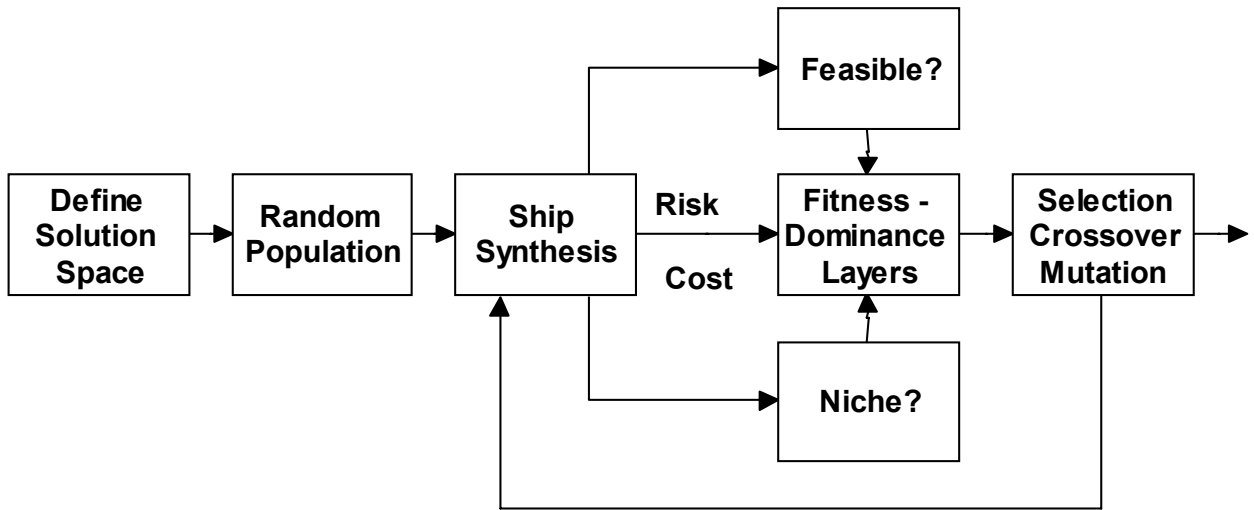 Feasible?
Define
Solution
Space
Random
Population
Ship
Synthesis
Risk
Cost
Fitness -
Dominance
Layers
Selection
Crossover
Mutation
Niche?